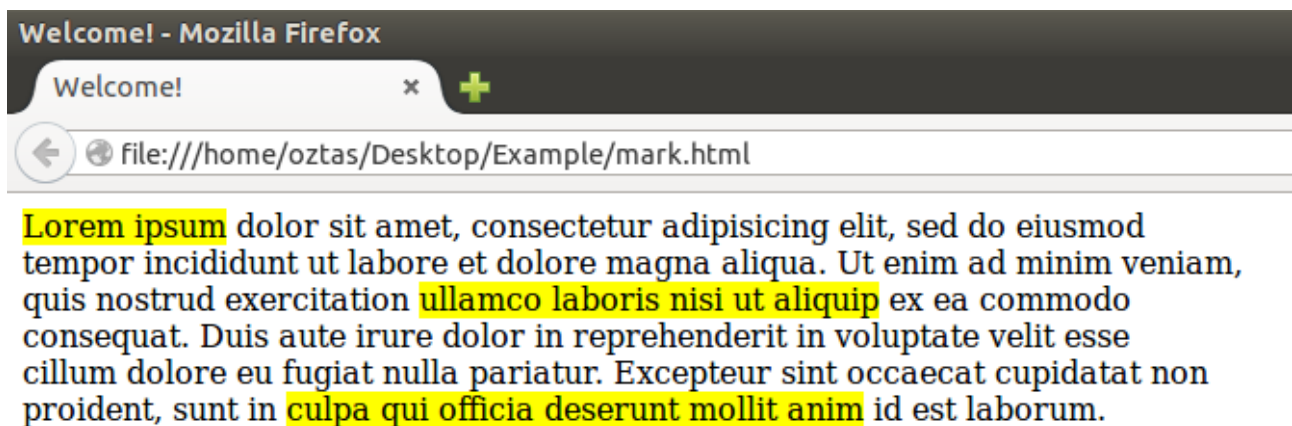 Welcome! - Mozilla Firefox
Welcome!
file:///home/oztas/Desktop/Example/mark.html
Lorem ipsum dolor sit amet, consectetur adipisicing elit, sed do eiusmod
tempor incididunt ut labore et dolore magna aliqua. Ut enim ad minim veniam,
quis nostrud exercitation ullamco laboris nisi ut aliquip ex ea commodo
consequat. Duis aute irure dolor in reprehenderit in voluptate velit esse
cillum dolore eu fugiat nulla pariatur. Excepteur sint occaecat cupidatat non
proident, sunt in culpa qui officia deserunt mollit anim id est laborum.